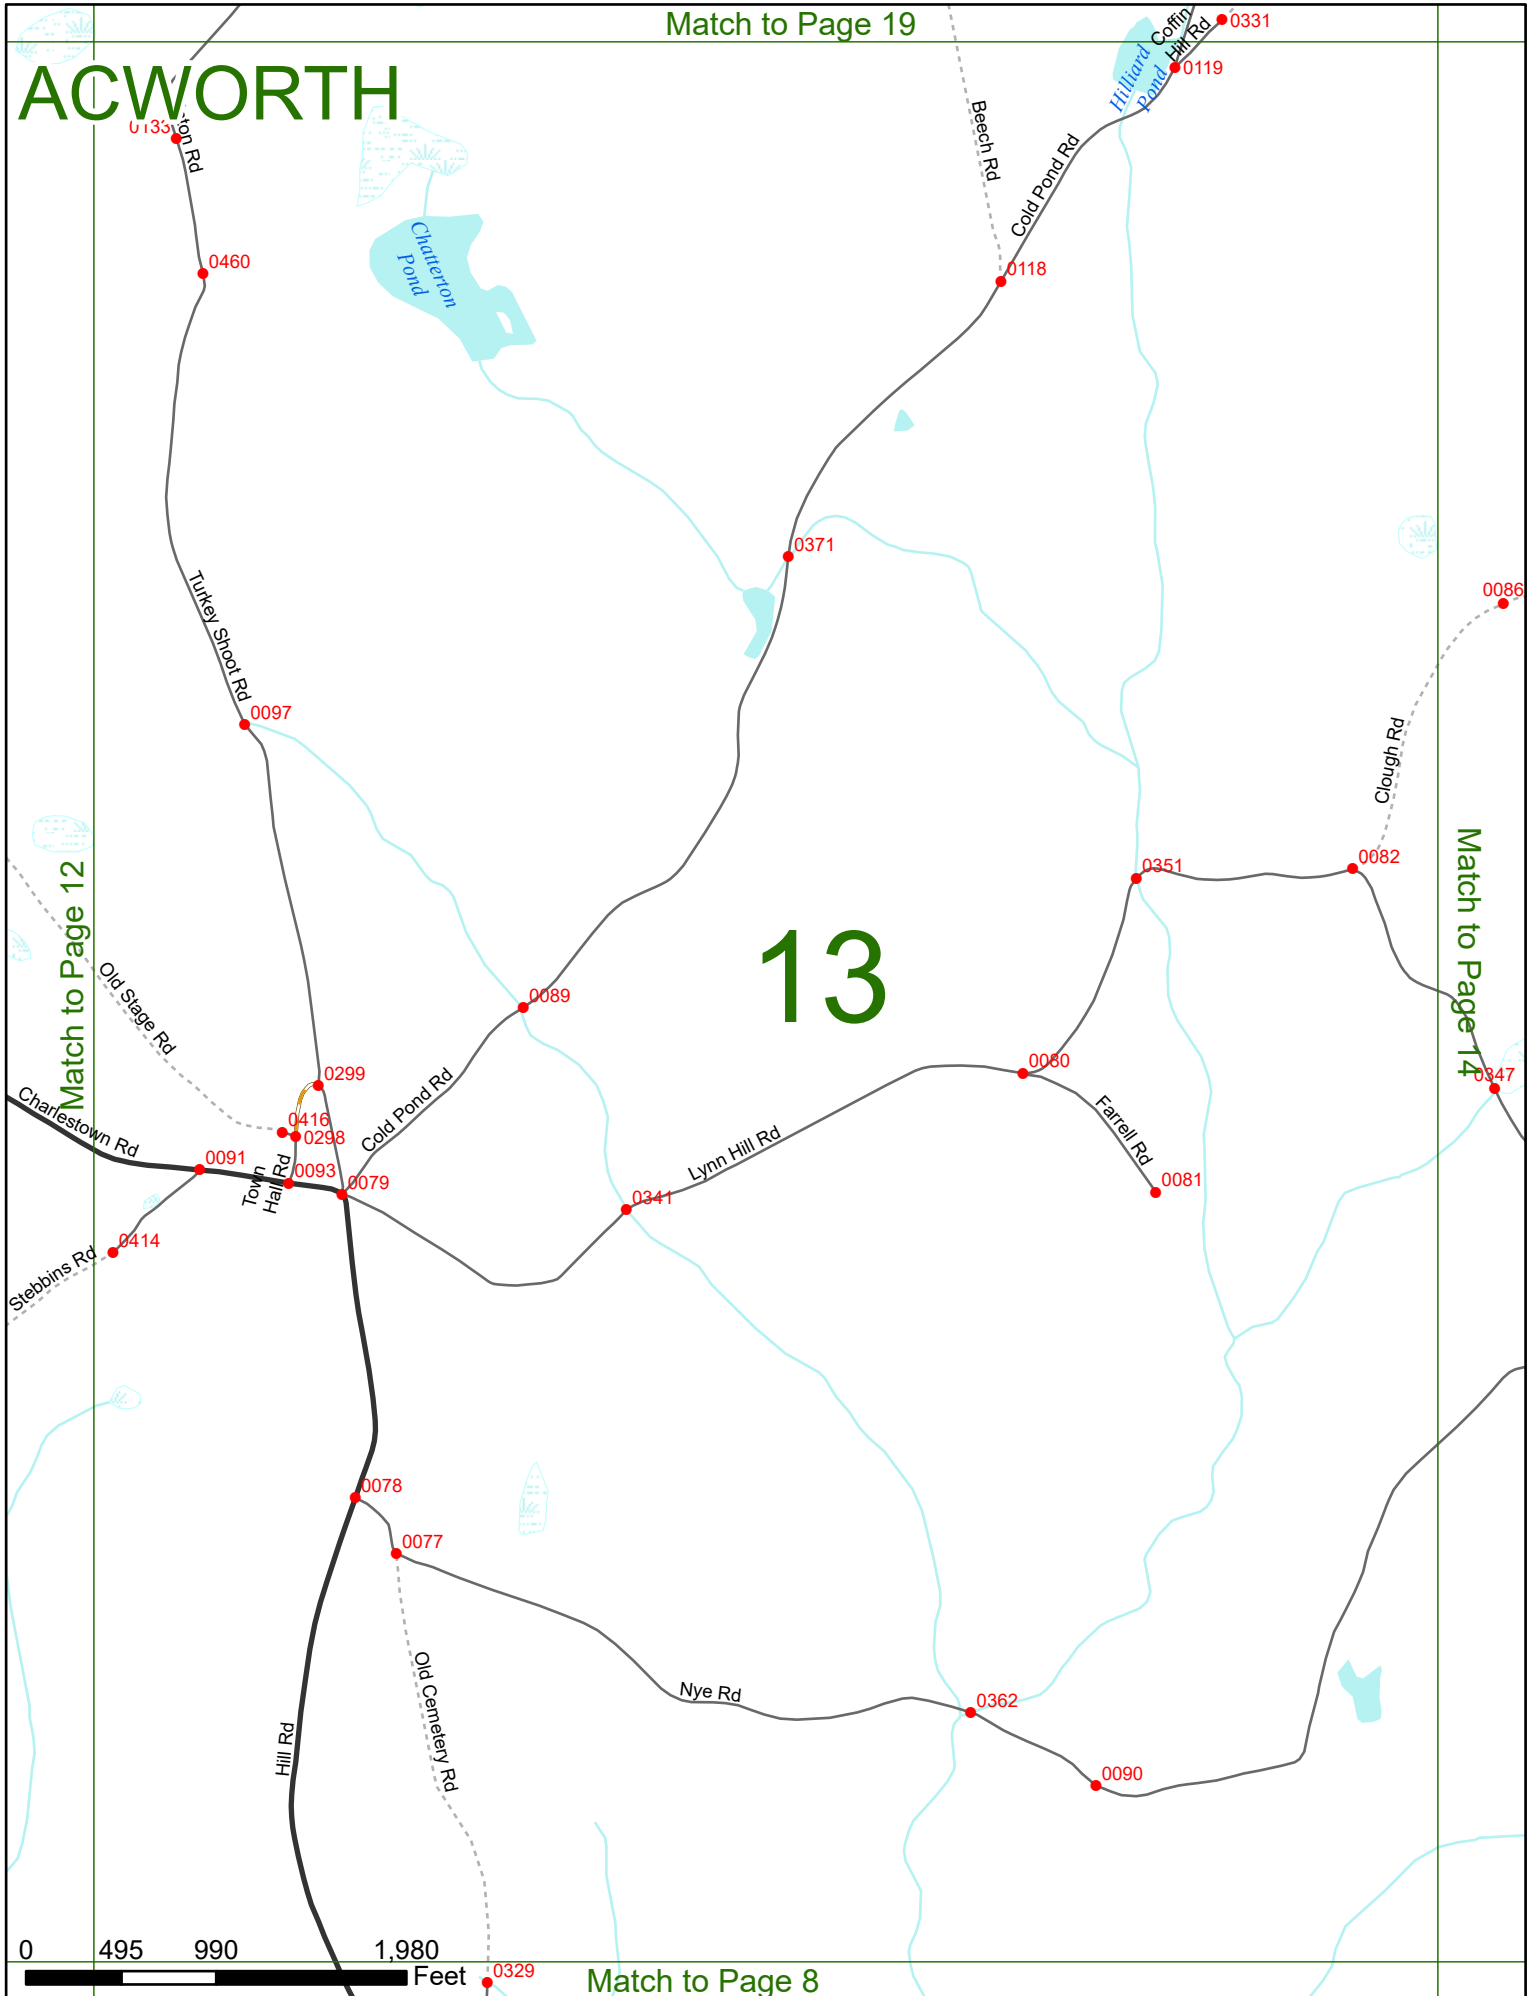 Match to Page 19
Coffin
Hill Rd
0331
0119
Hilliard
Pond
ACWORTH
0133
ton Rd
Beech Rd
Cold Pond Rd
Chatterton
Pond
0460
0118
0371
0086
Turkey Shoot Rd
0097
Clough Rd
Match to Page 12
Match to Page 14
0351
0082
13
Old Stage Rd
0089
0299
0080
0347
Charlestown Rd
0416
0298
Cold Pond Rd
Farrell Rd
Lynn Hill Rd
0091
Town
Hall Rd
0093
0079
0081
0341
0414
Stebbins Rd
0078
0077
Old Cemetery Rd
Nye Rd
0362
Hill Rd
0090
0 495 990 1,980
Feet
0329
Match to Page 8